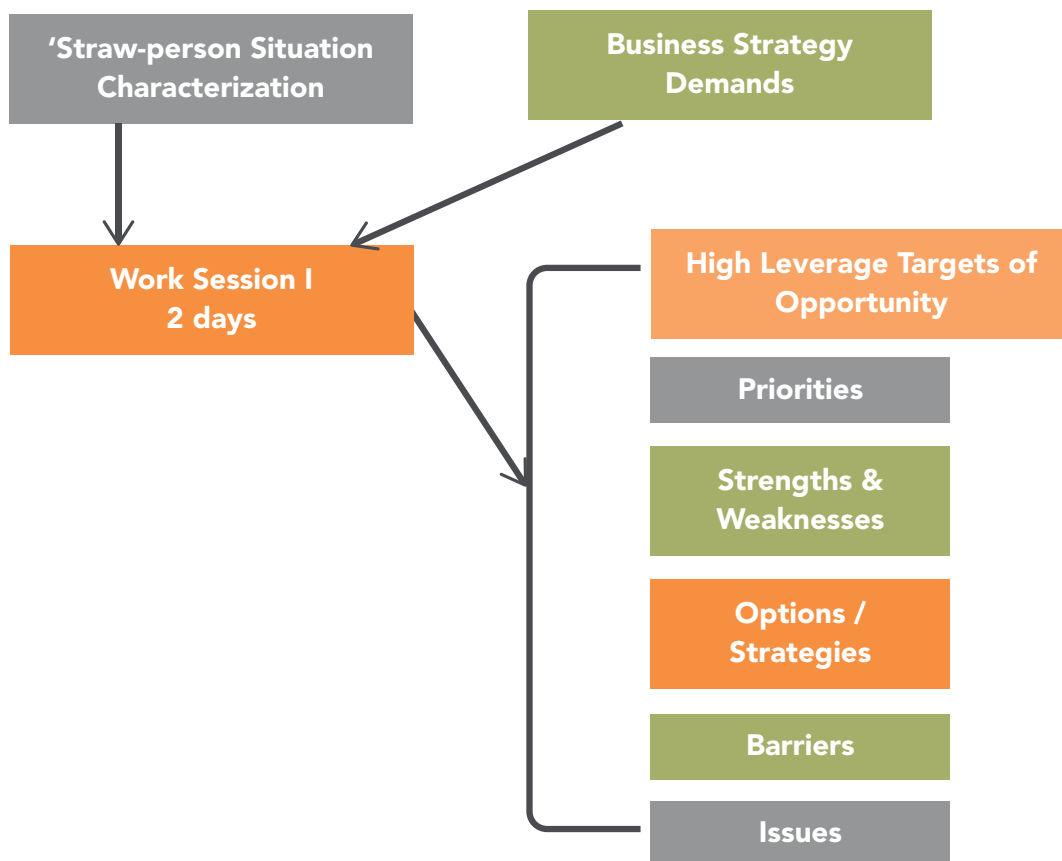 ‘Straw-person Situation
Characterization
Business Strategy
Demands
Work Session I
2 days
High Leverage Targets of
Opportunity
Priorities
Strengths &
Weaknesses
Options /
Strategies
Barriers
Issues